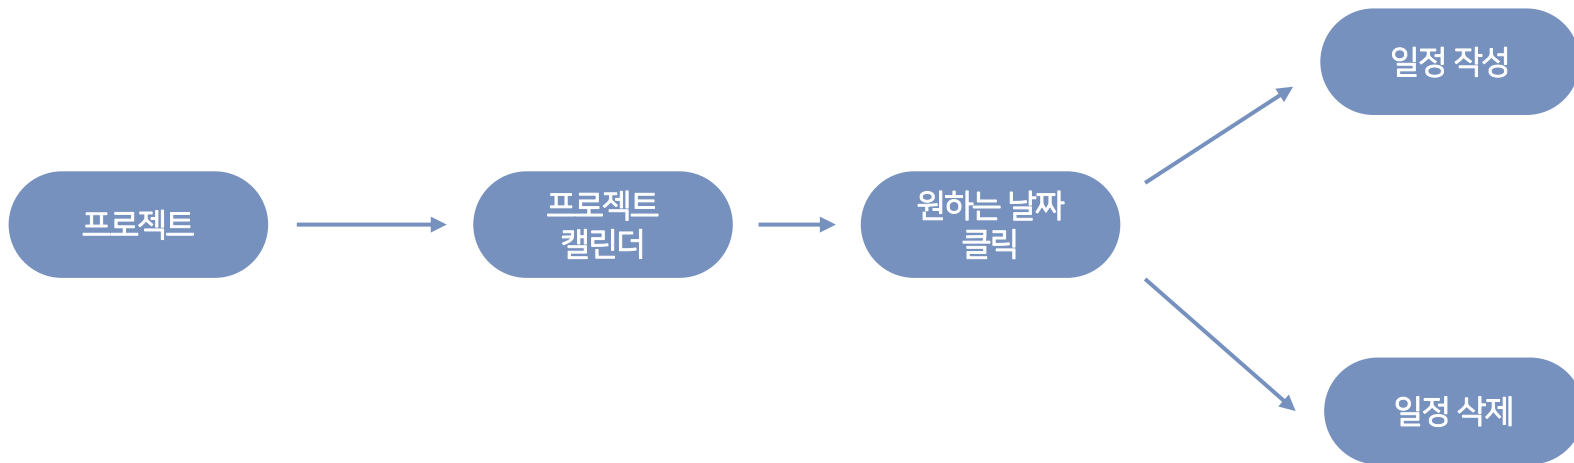 프로젝트
프로젝트
캘린더
원하는 날짜
클릭
일정 작성
일정 삭제